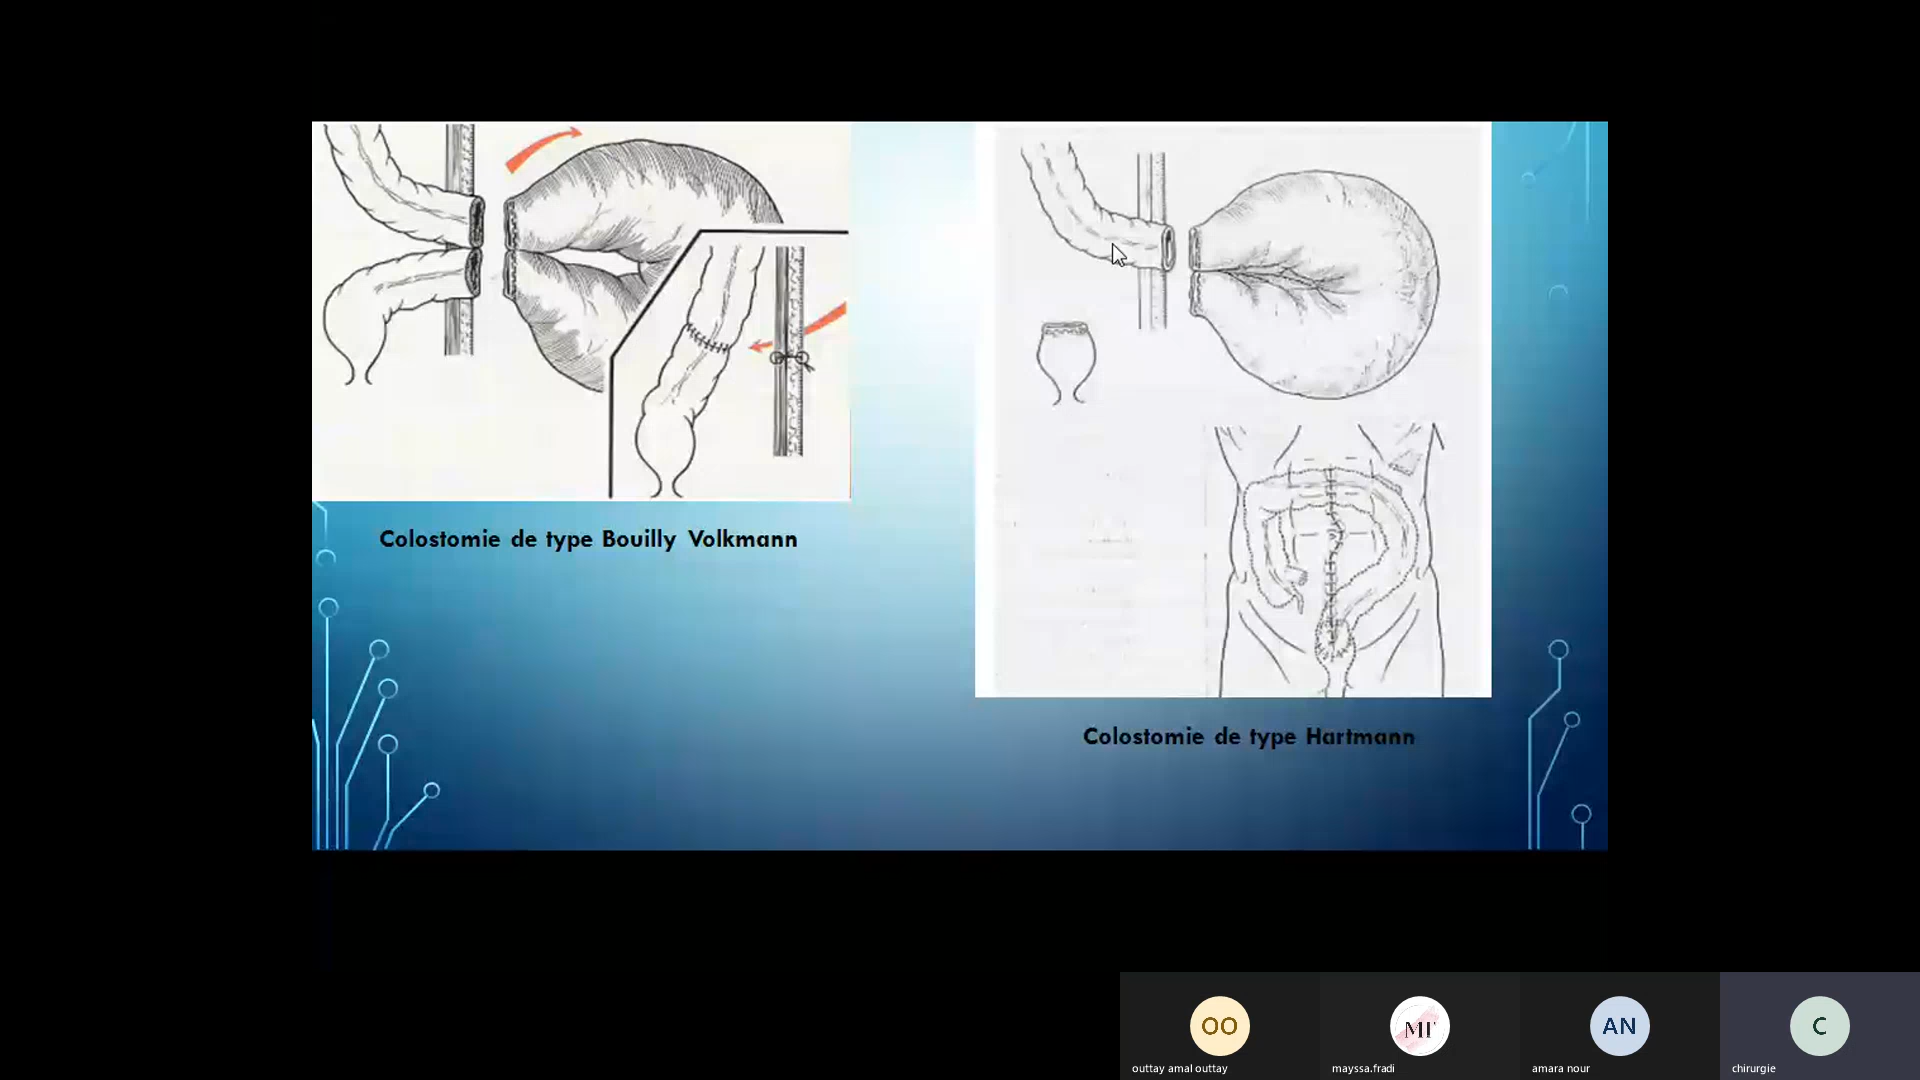 Colostomie de type Bouilly Volkmann
Colostomie de type Hartmann
OO
MF
AN
C
outtay amal outtay
mayssa.fradi
amara nour
chirurgie